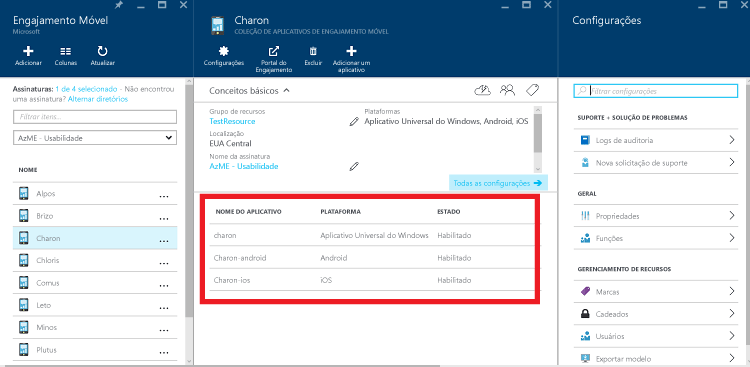 Engajamento Móvel
Microsoft
Adicionar
Colunas
Atualizar
Assinaturas: 1 de 4 selecionado - Não encontrou
uma assinatura? Alternar diretórios
Filtrar itens...
AzME - Usabilidade
NOME
Alpos
...
Brizo
...
Charon
...
Chloris
...
Comus
...
Leto
...
Minos
...
Plutus
...
Charon
COLEÇÃO DE APLICATIVOS DE ENGAJAMENTO MÓVEL
Configurações
Portal do
Engajamento
Excluir
Adicionar um
aplicativo
Conceitos básicos
Grupo de recursos
TestResource
Localização
EUA Central
Nome da assinatura
AzME - Usabilidade
Plataformas
Aplicativo Universal do Windows, Android, iOS
Todas as configurações
NOME DO APLICATIVO PLATAFORMA ESTADO
charon Aplicativo Universal do Windows Habilitado
Charon-android Android Habilitado
Charon-ios iOS Habilitado
Configurações
Filtrar configurações
SUPORTE + SOLUÇÃO DE PROBLEMAS
Logs de auditoria
Nova solicitação de suporte
GERAL
Propriedades
Funções
GERENCIAMENTO DE RECURSOS
Marcas
Cadeados
Usuários
Exportar modelo